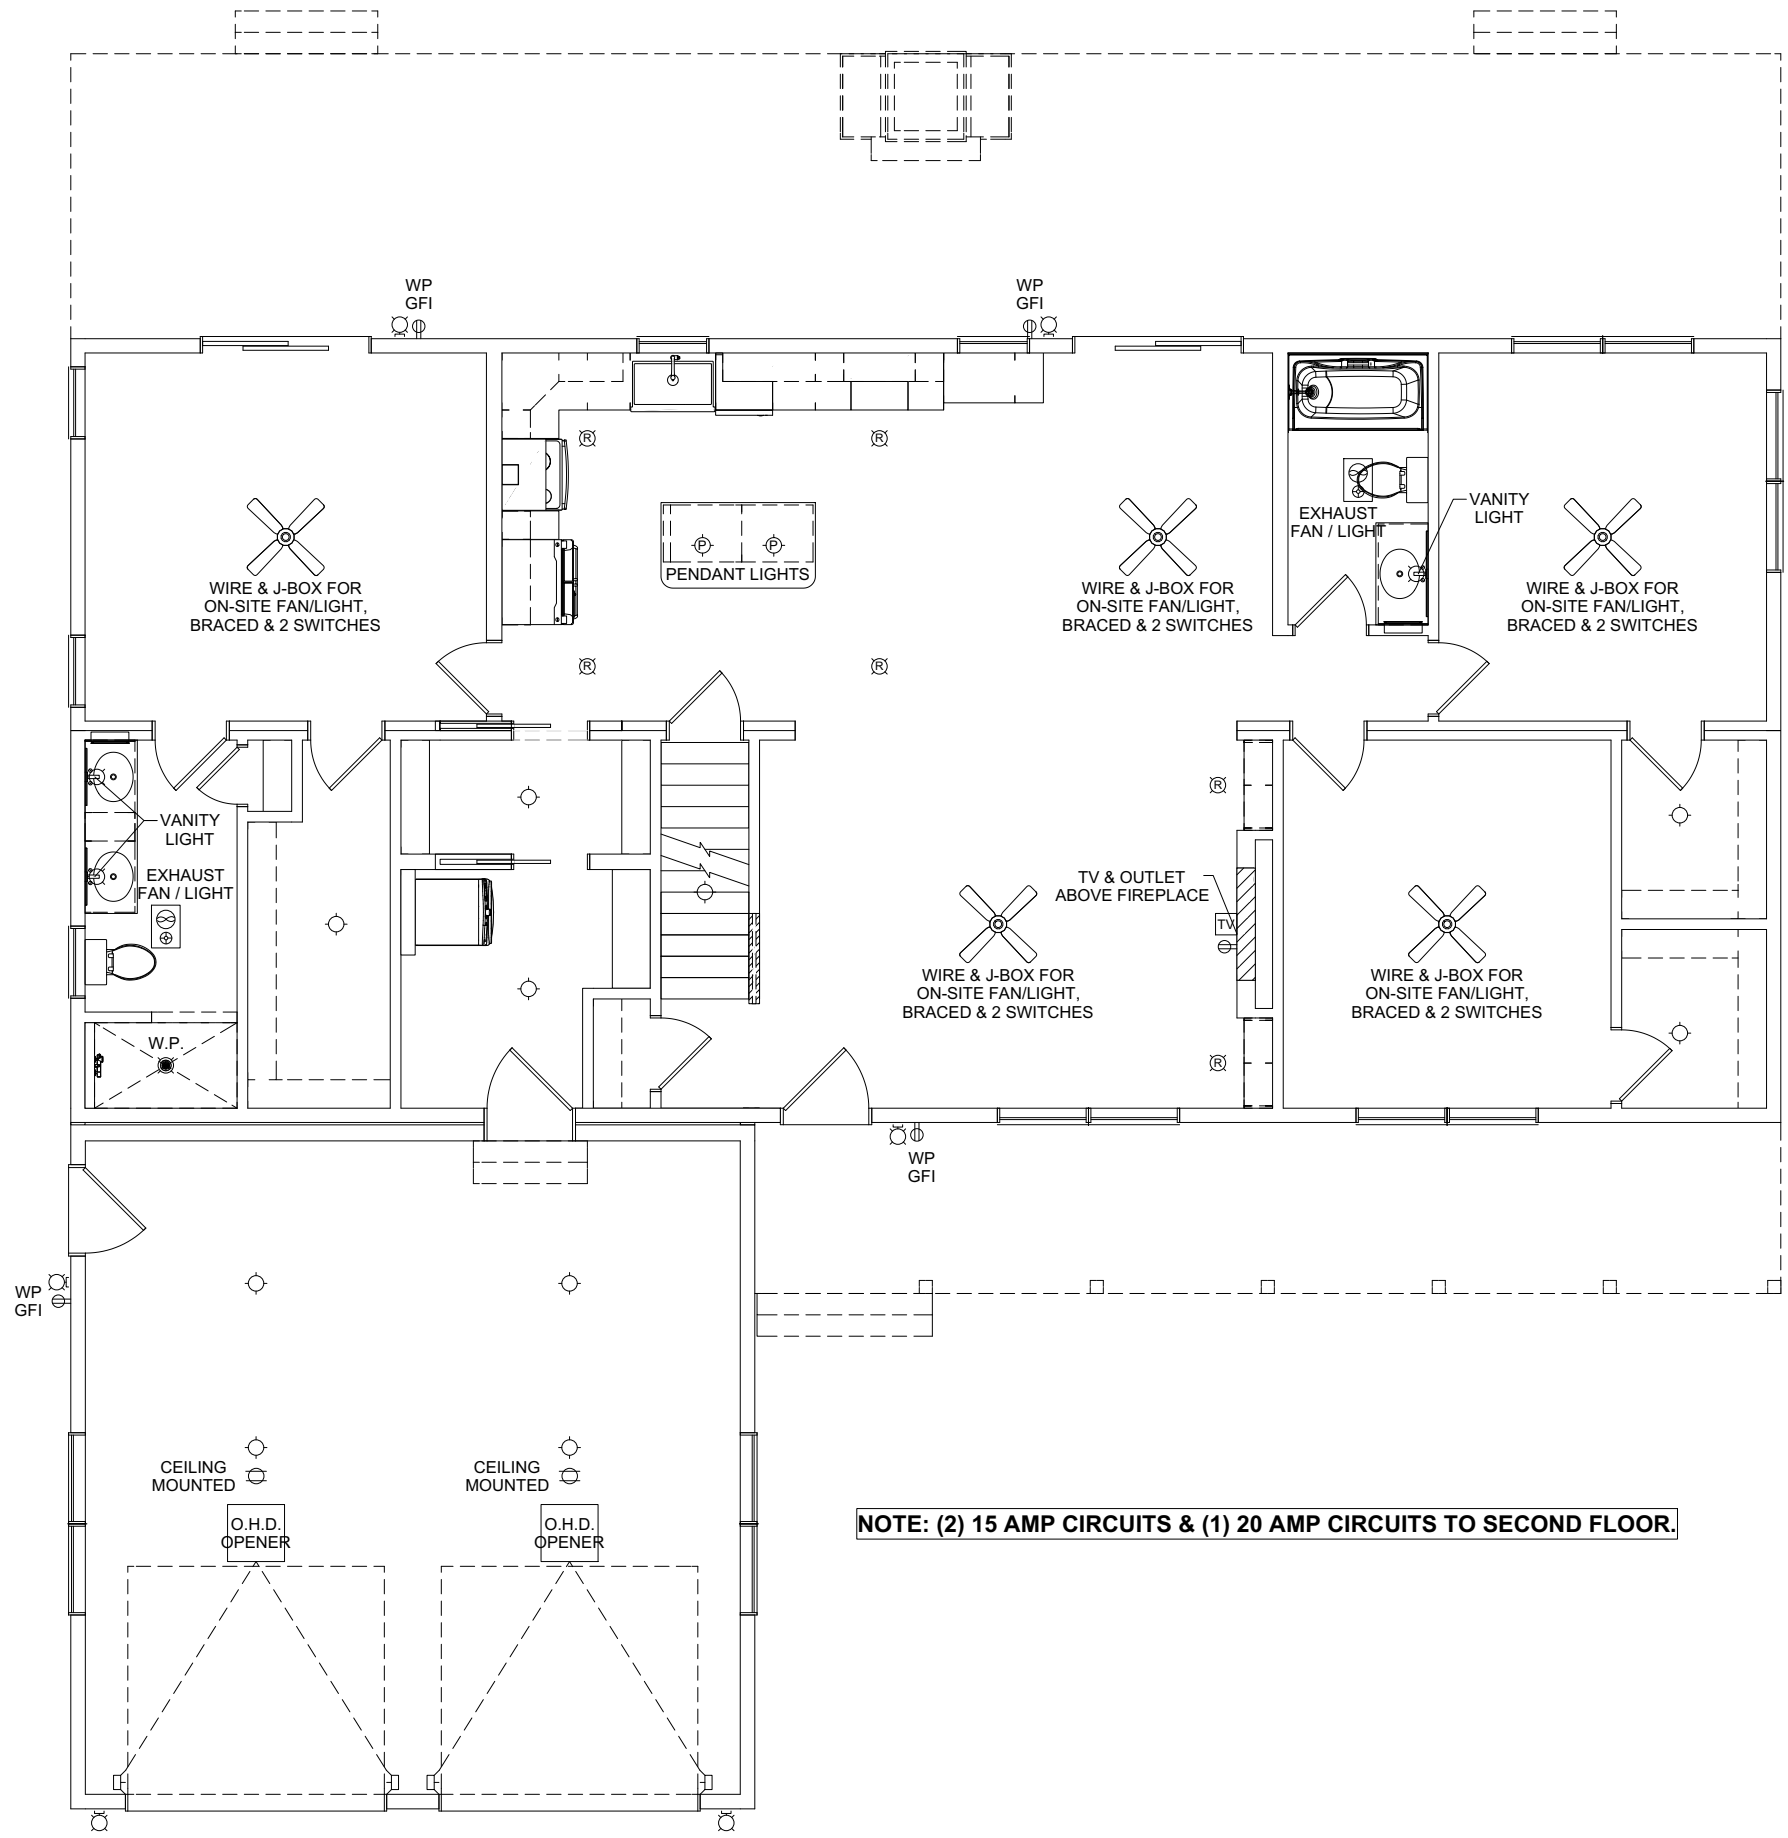 WP
GFI
WP
GFI
R
R
WIRE & J-BOX FOR
ON-SITE FAN/LIGHT,
BRACED & 2 SWITCHES
P
P
PENDANT LIGHTS
WIRE & J-BOX FOR
ON-SITE FAN/LIGHT,
BRACED & 2 SWITCHES
EXHAUST
FAN / LIGHT
VANITY
LIGHT
WIRE & J-BOX FOR
ON-SITE FAN/LIGHT,
BRACED & 2 SWITCHES
R
R
VANITY
LIGHT
EXHAUST
FAN / LIGHT
W.P.
R
TV & OUTLET
ABOVE FIREPLACE
TV
WIRE & J-BOX FOR
ON-SITE FAN/LIGHT,
BRACED & 2 SWITCHES
WIRE & J-BOX FOR
ON-SITE FAN/LIGHT,
BRACED & 2 SWITCHES
R
WP
GFI
WP
GFI
CEILING
MOUNTED
CEILING
MOUNTED
O.H.D.
OPENER
O.H.D.
OPENER
NOTE: (2) 15 AMP CIRCUITS & (1) 20 AMP CIRCUITS TO SECOND FLOOR.